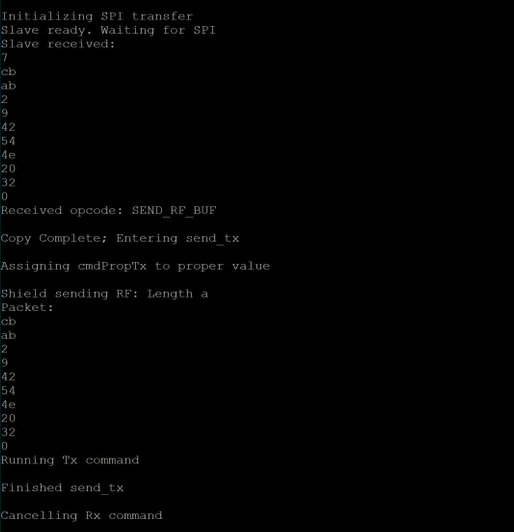 Initializing SPI transfer
Slave ready. Waiting for SPI
Slave received:
7
cb
ab
2
9
42
54
4e
20
32
0
Received opcode: SEND_RF_BUF
Copy Complete; Entering send_tx
Assigning cmdPropTx to proper value
Shield sending RF: Length a
Packet:
cb
ab
2
9
42
54
4e
20
32
0
Running Tx command
Finished send_tx
Cancelling Rx command